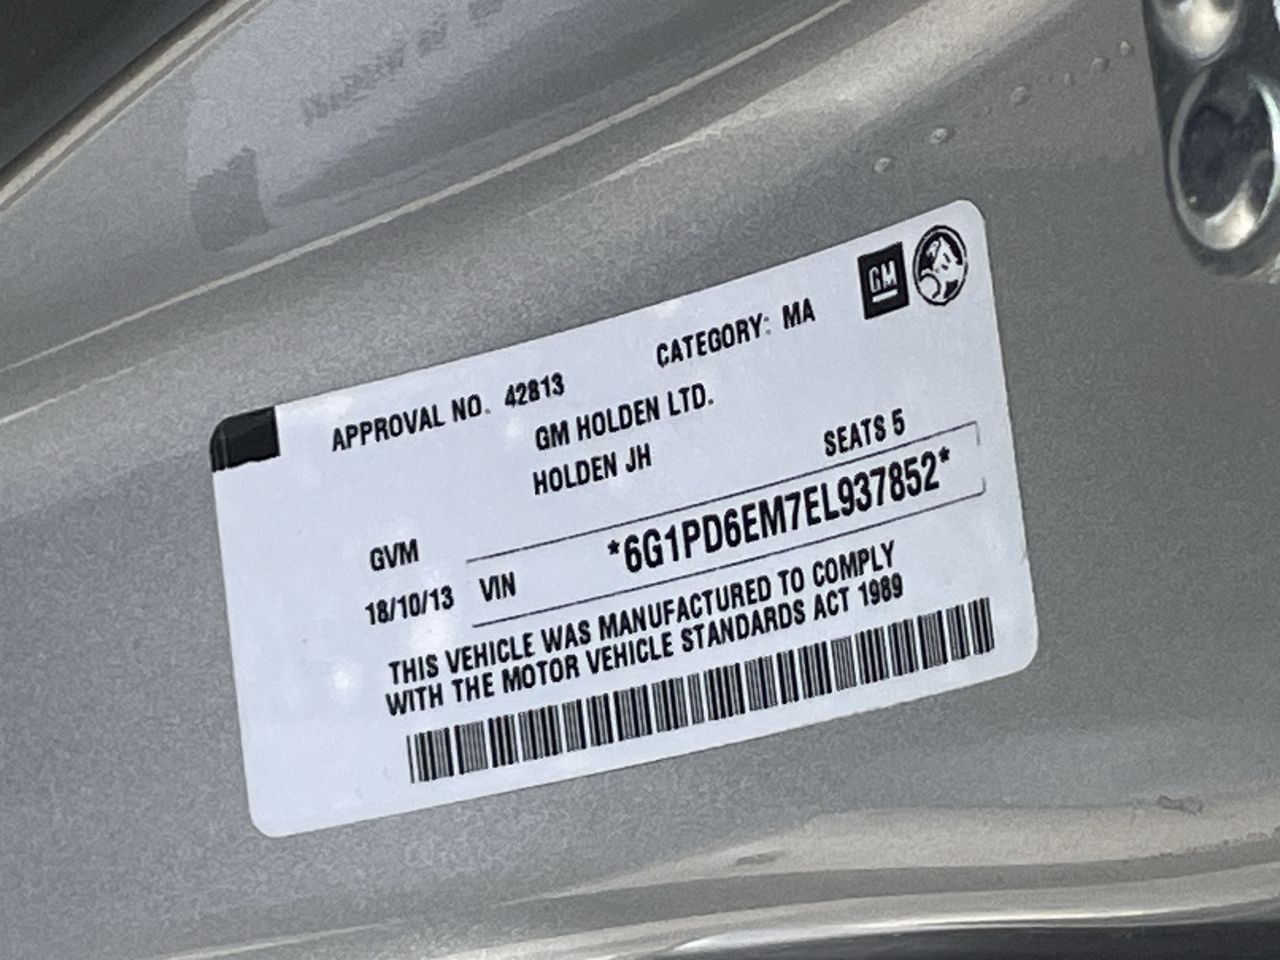 GM
APPROVAL NO. 42813 CATEGORY: MA
GM HOLDEN LTD.
HOLDEN JH SEATS 5
GVM
18/10/13 VIN *6G1PD6EM7EL937852*
THIS VEHICLE WAS MANUFACTURED TO COMPLY
WITH THE MOTOR VEHICLE STANDARDS ACT 1989